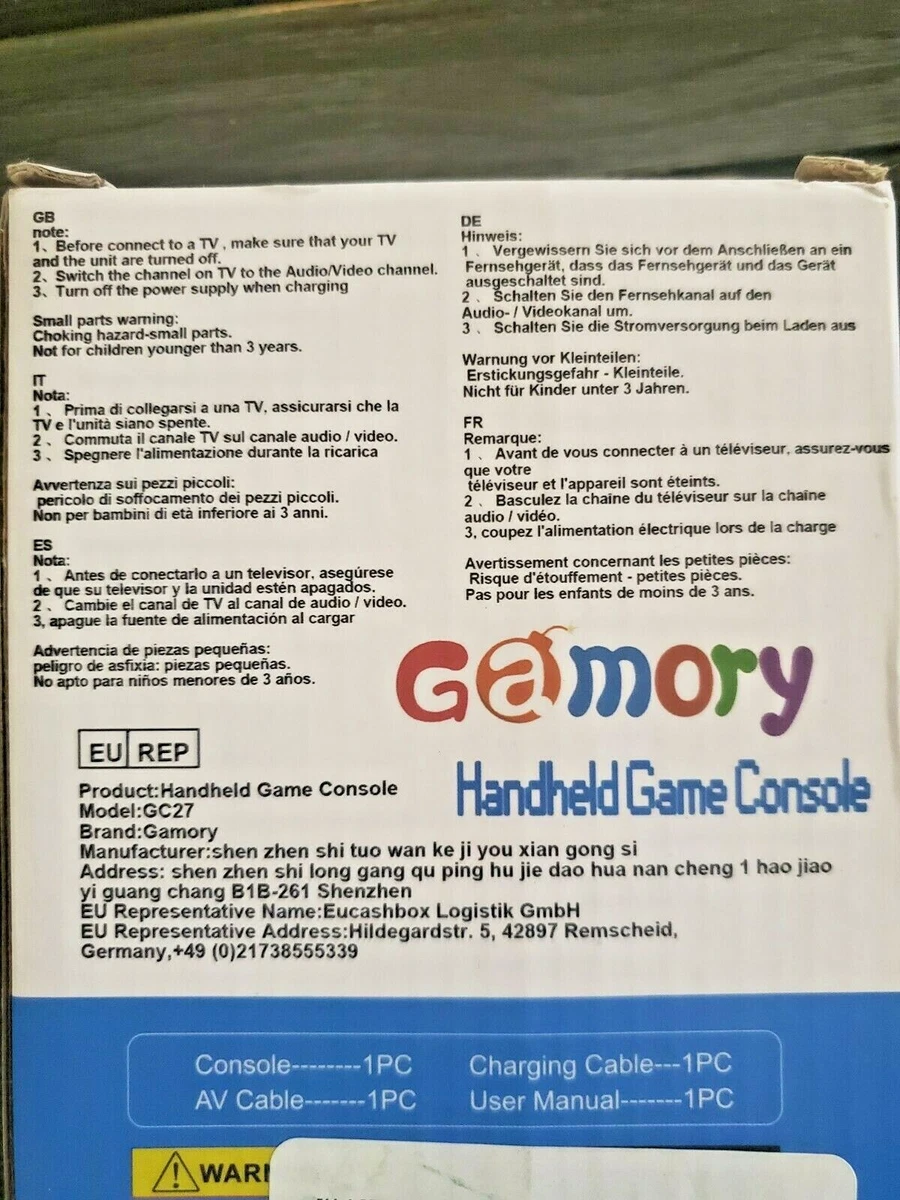 GB
note:
1、Before connect to a TV , make sure that your TV
and the unit are turned off.
2、Switch the channel on TV to the Audio/Video channel.
3、Turn off the power supply when charging
Small parts warning:
Choking hazard-small parts.
Not for children younger than 3 years.
IT
Nota:
1 、Prima di collegarsi a una TV, assicurarsi che la
TV e l'unità siano spente.
2 、Commuta il canale TV sul canale audio / video.
3 、Spegnere l'alimentazione durante la ricarica
Avvertenza sui pezzi piccoli:
pericolo di soffocamento dei pezzi piccoli.
Non per bambini di età inferiore ai 3 anni.
ES
Nota:
1 、Antes de conectarlo a un televisor, asegúrese
de que su televisor y la unidad estén apagados.
2 、Cambie el canal de TV al canal de audio / video.
3, apague la fuente de alimentación al cargar
Advertencia de piezas pequeñas:
peligro de asfixia: piezas pequeñas.
No apto para niños menores de 3 años.
DE
Hinweis:
1 、Vergewissern Sie sich vor dem Anschließen an ein
Fernsehgerät, dass das Fernsehgerät und das Gerät
ausgeschaltet sind.
2 、Schalten Sie den Fernsehkanal auf den
Audio- / Videokanal um.
3 、Schalten Sie die Stromversorgung beim Laden aus
Warnung vor Kleinteilen:
Erstickungsgefahr - Kleinteile.
Nicht für Kinder unter 3 Jahren.
FR
Remarque:
1 、Avant de vous connecter à un téléviseur, assurez-vous
que votre
téléviseur et l'appareil sont éteints.
2 、Basculez la chaîne du téléviseur sur la chaîne
audio / vidéo.
3, coupez l'alimentation électrique lors de la charge
Avertissement concernant les petites pièces:
Risque d'étouffement - petites pièces.
Pas pour les enfants de moins de 3 ans.
Gamory
Handheld Game Console
EU REP
Product:Handheld Game Console
Model:GC27
Brand:Gamory
Manufacturer:shen zhen shi tuo wan ke ji you xian gong si
Address: shen zhen shi long gang qu ping hu jie dao hua nan cheng 1 hao jiao
yi guang chang B1B-261 Shenzhen
EU Representative Name:Eucashbox Logistik GmbH
EU Representative Address:Hildegardstr. 5, 42897 Remscheid,
Germany,+49 (0)21738555339
Console--------1PC Charging Cable---1PC
AV Cable-------1PC User Manual-------1PC